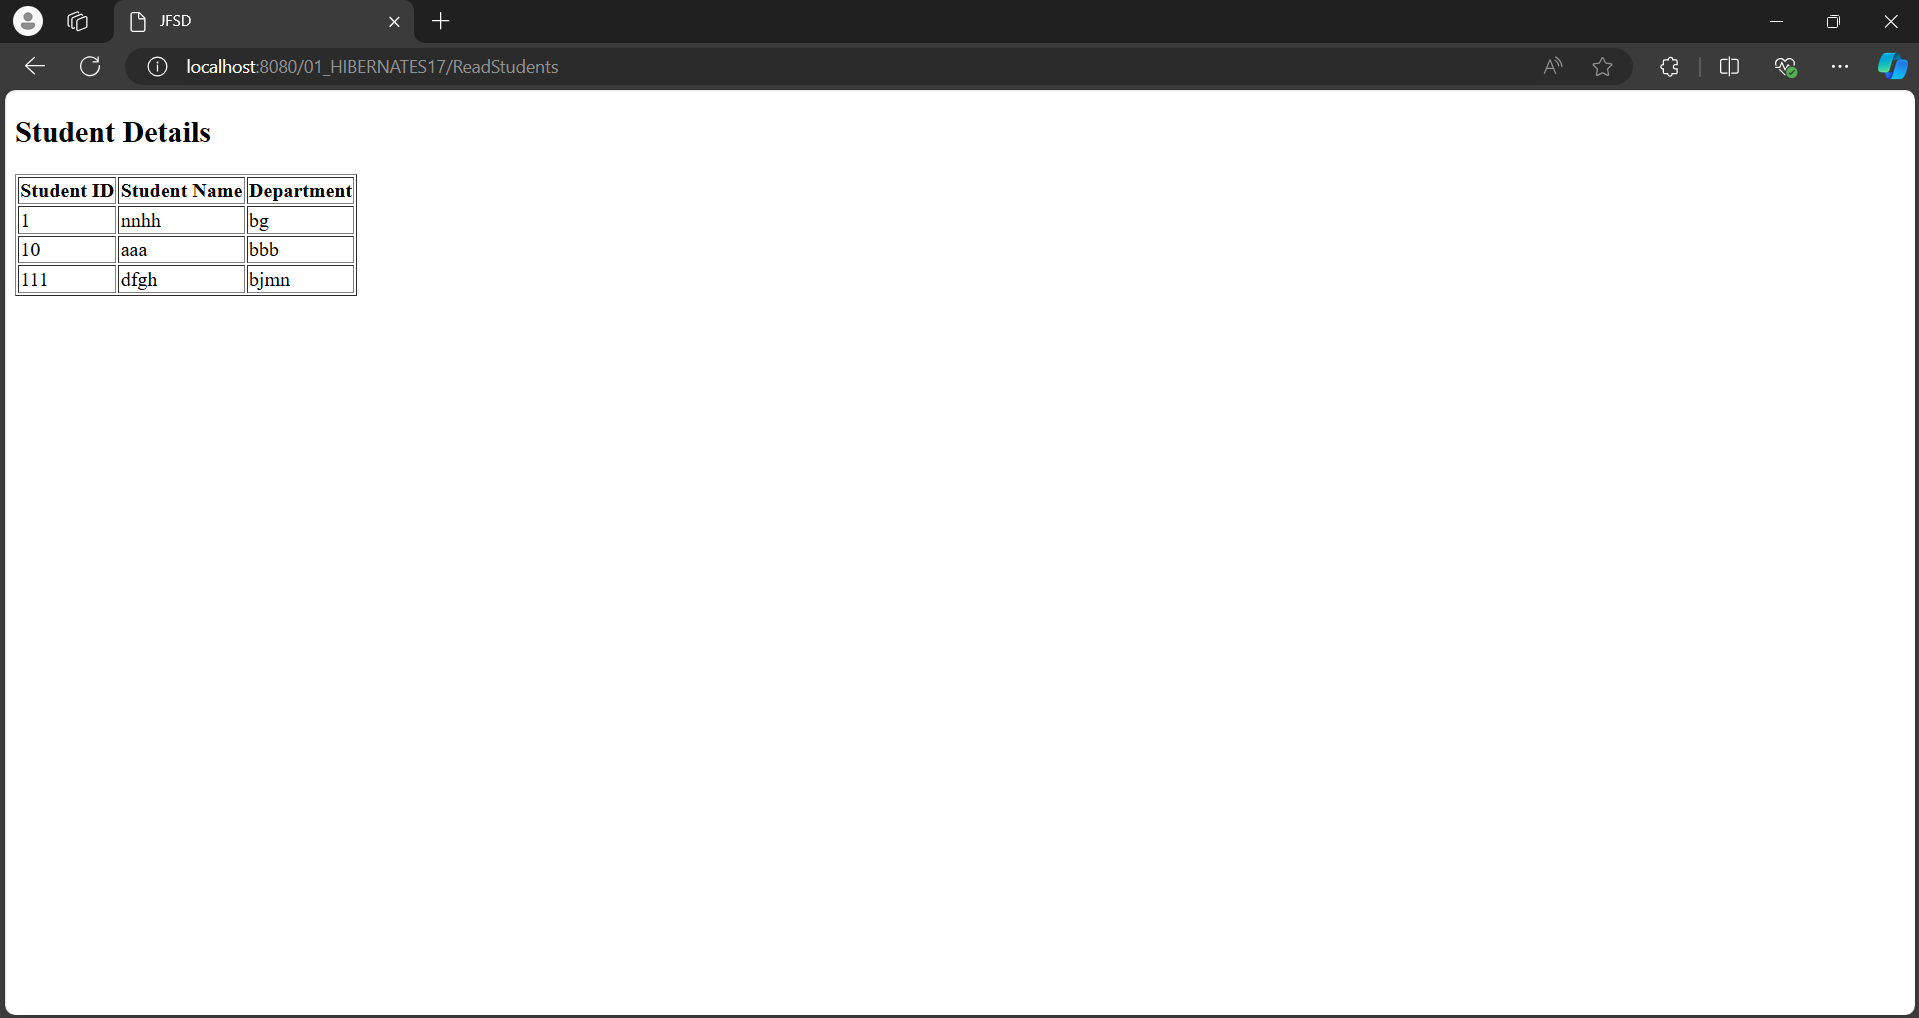 JFSD
localhost:8080/01_HIBERNATES17/ReadStudents
Student Details
Student ID Student Name Department
1 nnhh bg
10 aaa bbb
111 dfgh bjmn